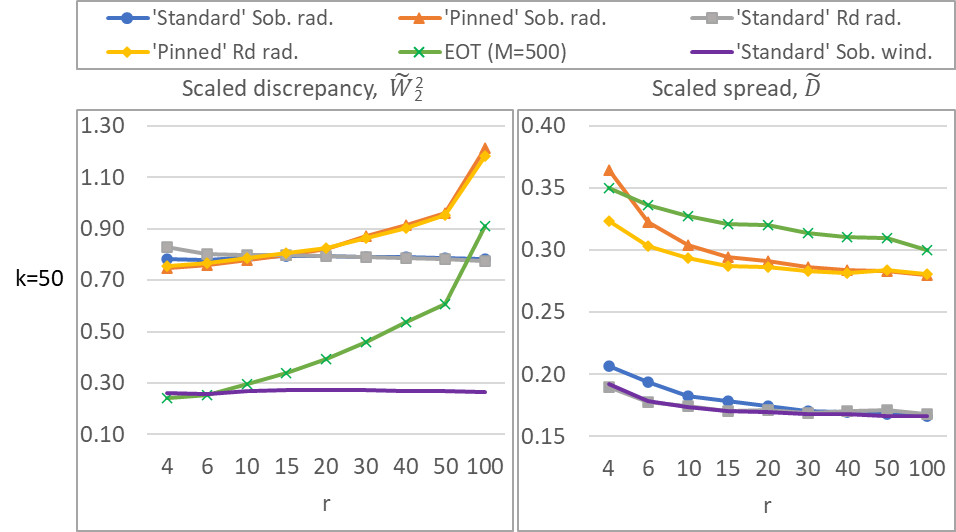 'Standard' Sob. rad. 'Pinned' Sob. rad. 'Standard' Rd rad.
'Pinned' Rd rad. EOT (M=500) 'Standard' Sob. wind.
Scaled discrepancy, W̃₂² Scaled spread, D̃
k=50
1.30
1.10
0.90
0.70
0.50
0.30
0.10
4 6 10 15 20 30 40 50 100
r
0.40
0.35
0.30
0.25
0.20
0.15
4 6 10 15 20 30 40 50 100
r